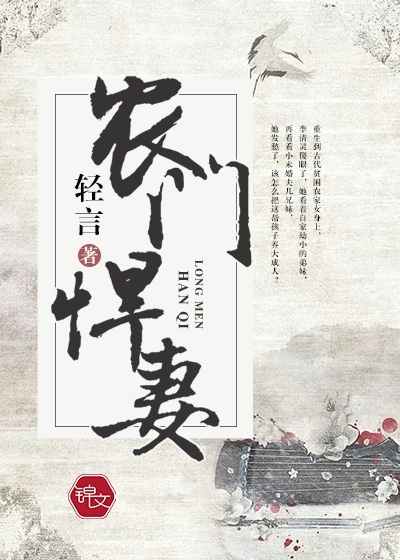 农门
悍妻
轻言
著
LONG MEN
HAN QI
重生到古代贫困农家女身上，
李清灵傻眼了，她看着自家幼小的弟妹，
再看看小未婚夫几兄妹，
她发愁了，该怎么把这帮孩子养大成人？
锦文